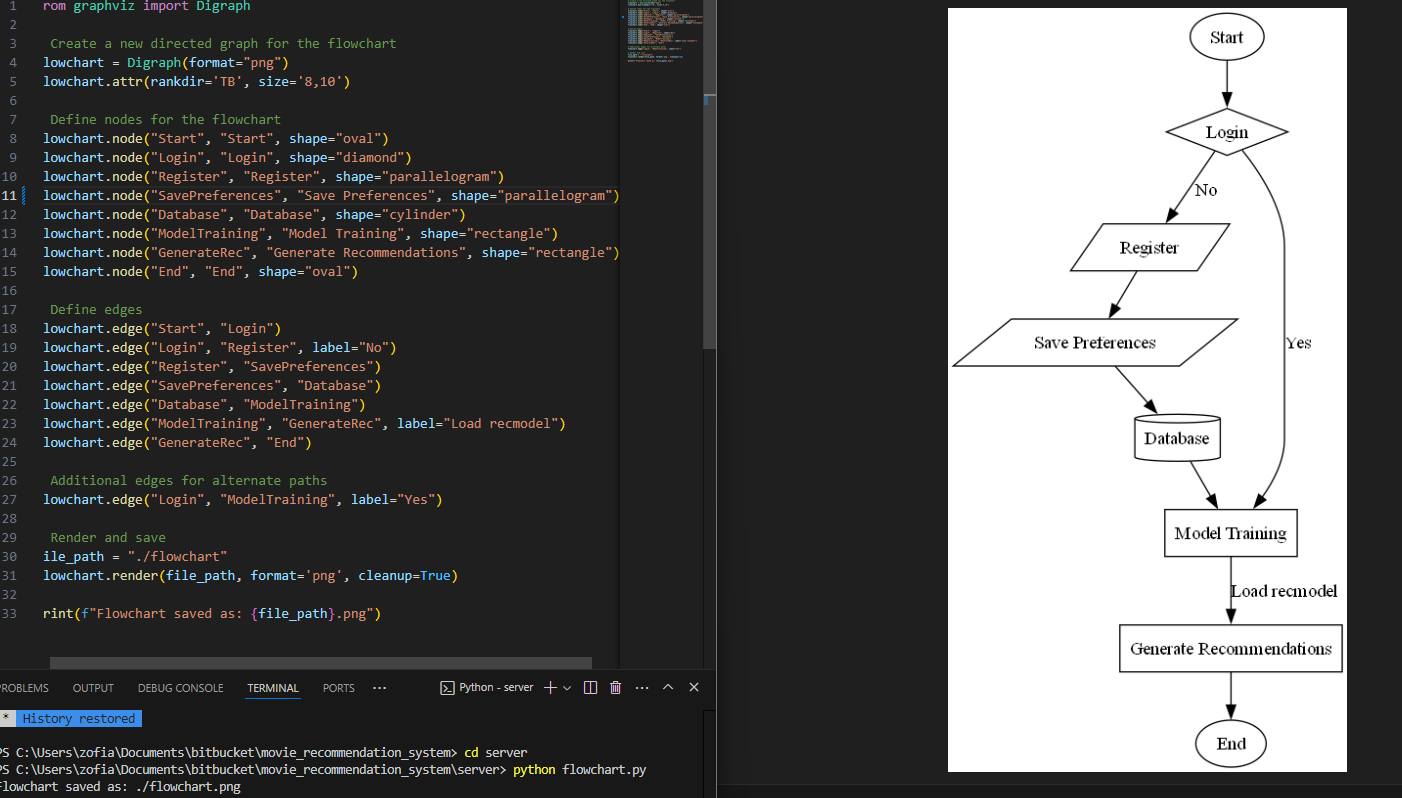 1 rom graphviz import Digraph
2
3 Create a new directed graph for the flowchart
4 lowchart = Digraph(format="png")
5 lowchart.attr(rankdir='TB', size='8,10')
6
7 Define nodes for the flowchart
8 lowchart.node("Start", "Start", shape="oval")
9 lowchart.node("Login", "Login", shape="diamond")
10 lowchart.node("Register", "Register", shape="parallelogram")
11 lowchart.node("SavePreferences", "Save Preferences", shape="parallelogram")
12 lowchart.node("Database", "Database", shape="cylinder")
13 lowchart.node("ModelTraining", "Model Training", shape="rectangle")
14 lowchart.node("GenerateRec", "Generate Recommendations", shape="rectangle")
15 lowchart.node("End", "End", shape="oval")
16
17 Define edges
18 lowchart.edge("Start", "Login")
19 lowchart.edge("Login", "Register", label="No")
20 lowchart.edge("Register", "SavePreferences")
21 lowchart.edge("SavePreferences", "Database")
22 lowchart.edge("Database", "ModelTraining")
23 lowchart.edge("ModelTraining", "GenerateRec", label="Load recmodel")
24 lowchart.edge("GenerateRec", "End")
25
26 Additional edges for alternate paths
27 lowchart.edge("Login", "ModelTraining", label="Yes")
28
29 Render and save
30 ile_path = "./flowchart"
31 lowchart.render(file_path, format='png', cleanup=True)
32
33 rint(f"Flowchart saved as: {file_path}.png")
ROBLEMS OUTPUT DEBUG CONSOLE TERMINAL PORTS ··· Python - server ···
* History restored
PS C:\Users\zofia\Documents\bitbucket\movie_recommendation_system> cd server
PS C:\Users\zofia\Documents\bitbucket\movie_recommendation_system\server> python flowchart.py
Flowchart saved as: ./flowchart.png
Start
Login
No
Register
Save Preferences
Yes
Database
Model Training
Load recmodel
Generate Recommendations
End